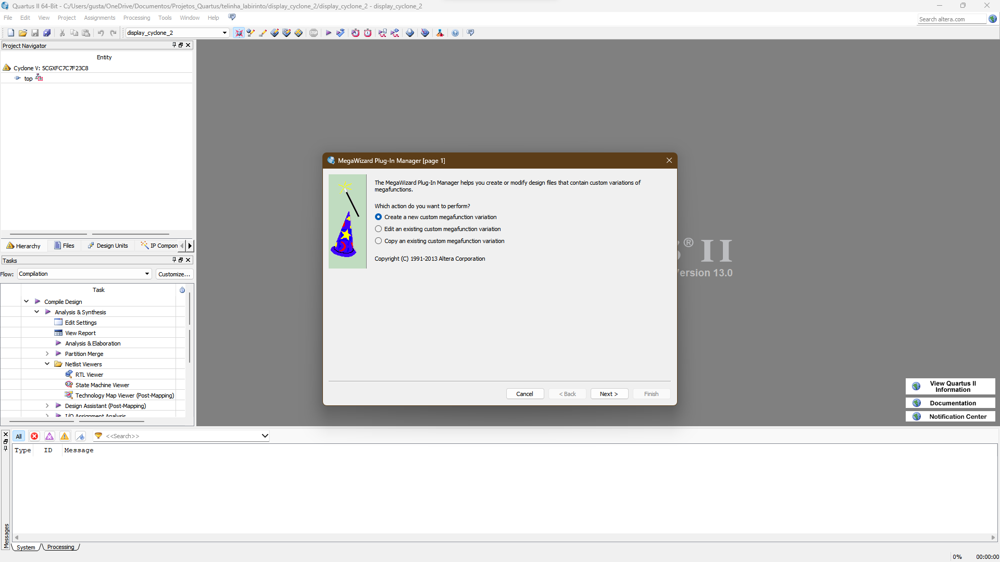 Quartus II 64-Bit - C:/Users/gusta/OneDrive/Documentos/Projetos_Quartus/telinha_labirinto/display_cyclone_2/display_cyclone_2 - display_cyclone_2
File Edit View Project Assignments Processing Tools Window Help
Search altera.com
display_cyclone_2
STOP
Project Navigator
Entity
Cyclone V: 5CGXFC7C7F23C8
top
Hierarchy Files Design Units IP Compon
Tasks
Flow: Compilation Customize...
Task
Compile Design
Analysis & Synthesis
Edit Settings
View Report
Analysis & Elaboration
Partition Merge
Netlist Viewers
RTL Viewer
State Machine Viewer
Technology Map Viewer (Post-Mapping)
Design Assistant (Post-Mapping)
I/O Assignment Analysis
MegaWizard Plug-In Manager [page 1]
The MegaWizard Plug-In Manager helps you create or modify design files that contain custom variations of
megafunctions.
Which action do you want to perform?
Create a new custom megafunction variation
Edit an existing custom megafunction variation
Copy an existing custom megafunction variation
Copyright (C) 1991-2013 Altera Corporation
Cancel < Back Next > Finish
® II
ersion 13.0
View Quartus II
Information
Documentation
Notification Center
All <<Search>>
Type ID Message
Messages
System Processing
0% 00:00:00